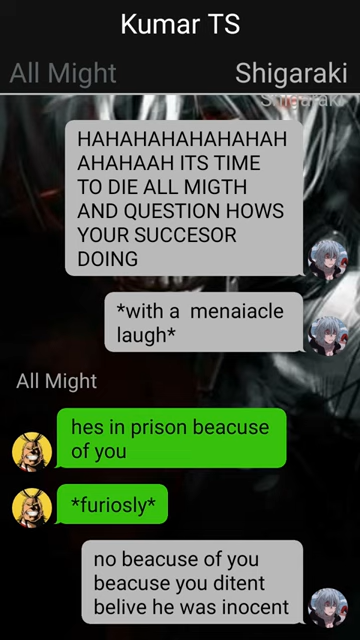 Kumar TS
All Might
Shigaraki
Shigaraki
HAHAHAHAHAHAHAH
AHAHAAH ITS TIME
TO DIE ALL MIGTH
AND QUESTION HOWS
YOUR SUCCESOR
DOING
*with a menaiacle
laugh*
All Might
hes in prison beacuse
of you
*furiosly*
no beacuse of you
beacuse you ditent
belive he was inocent